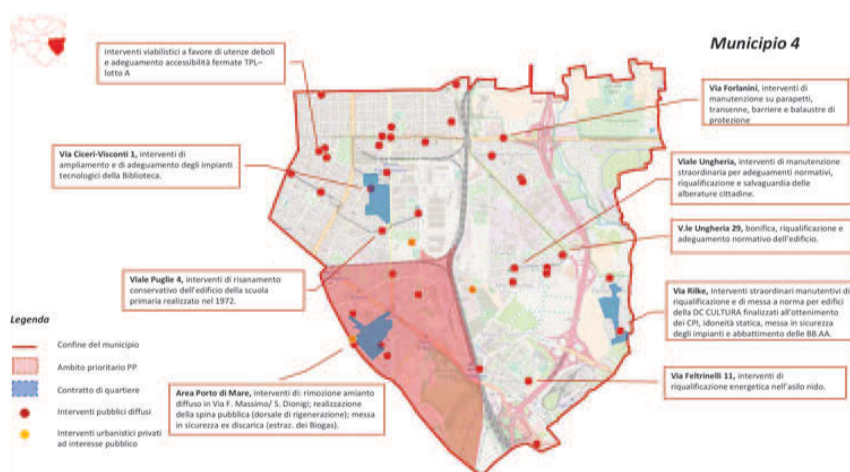 Municipio 4
Interventi viabilistici a favore di utenze deboli
e adeguamento accessibilità fermate TPL–
lotto A
Via Ciceri-Visconti 1, interventi di
ampliamento e di adeguamento degli impianti
tecnologici della Biblioteca.
Viale Puglie 4, interventi di risanamento
conservativo dell'edificio della scuola
primaria realizzato nel 1972.
Area Porto di Mare, interventi di: rimozione amianto
diffuso in Via F. Massimo/ S. Dionigi; realizzazione
della spina pubblica (dorsale di rigenerazione); messa
in sicurezza ex discarica (estraz. dei Biogas).
Via Forlanini, interventi di
manutenzione su parapetti,
transenne, barriere e balaustre di
protezione
Viale Ungheria, interventi di manutenzione
straordinaria per adeguamenti normativi,
riqualificazione e salvaguardia delle
alberature cittadine.
V.le Ungheria 29, bonifica, riqualificazione e
adeguamento normativo dell'edificio.
Via Rilke, Interventi straordinari manutentivi di
riqualificazione e di messa a norma per edifici
della DC CULTURA finalizzati all'ottenimento
dei CPI, idoneità statica, messa in sicurezza
degli impianti e abbattimento delle BB.AA.
Via Feltrinelli 11, interventi di
riqualificazione energetica nell'asilo nido.
Legenda
Confine del municipio
Ambito prioritario PP
Contratto di quartiere
Interventi pubblici diffusi
Interventi urbanistici privati
ad interesse pubblico